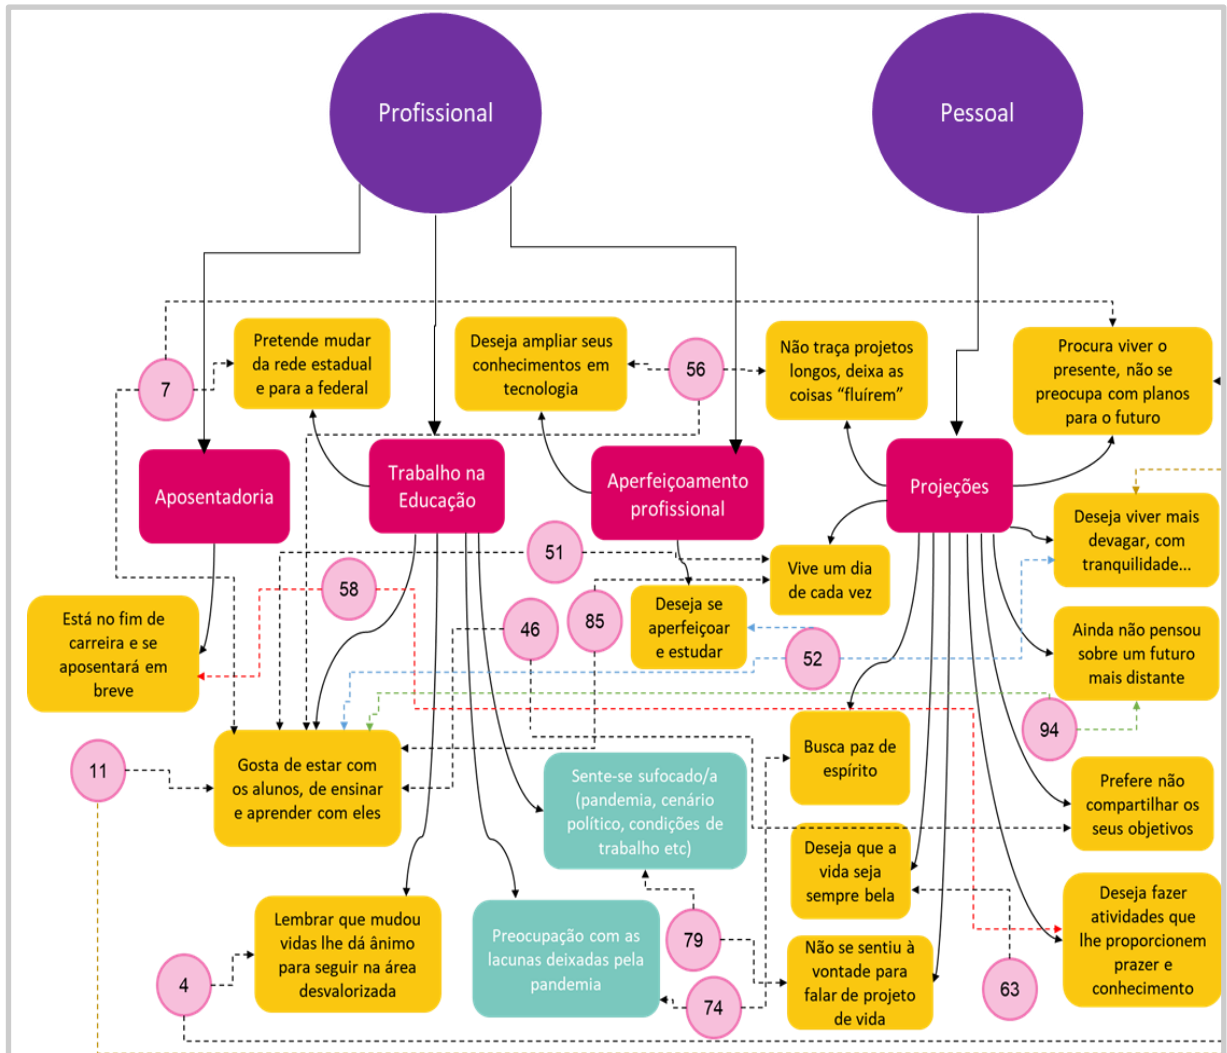 Profissional
Pessoal
Pretende mudar
da rede estadual
e para a federal
Deseja ampliar seus
conhecimentos em
tecnologia
Não traça projetos
longos, deixa as
coisas “fluírem”
Procura viver o
presente, não se
preocupa com planos
para o futuro
7
56
Aposentadoria
Trabalho na
Educação
Aperfeiçoamento
profissional
Projeções
Deseja viver mais
devagar, com
tranquilidade...
51
58
46
85
Vive um dia
de cada vez
Está no fim de
carreira e se
aposentará em
breve
Deseja se
aperfeiçoar
e estudar
52
Ainda não pensou
sobre um futuro
mais distante
94
11
Gosta de estar com
os alunos, de ensinar
e aprender com eles
Sente-se sufocado/a
(pandemia, cenário
político, condições de
trabalho etc)
Busca paz de
espírito
Prefere não
compartilhar os
seus objetivos
Deseja que a
vida seja
sempre bela
Lembrar que mudou
vidas lhe dá ânimo
para seguir na área
desvalorizada
4
Preocupação com as
lacunas deixadas pela
pandemia
79
74
Não se sentiu à
vontade para
falar de projeto
de vida
63
Deseja fazer
atividades que
lhe proporcionem
prazer e
conhecimento